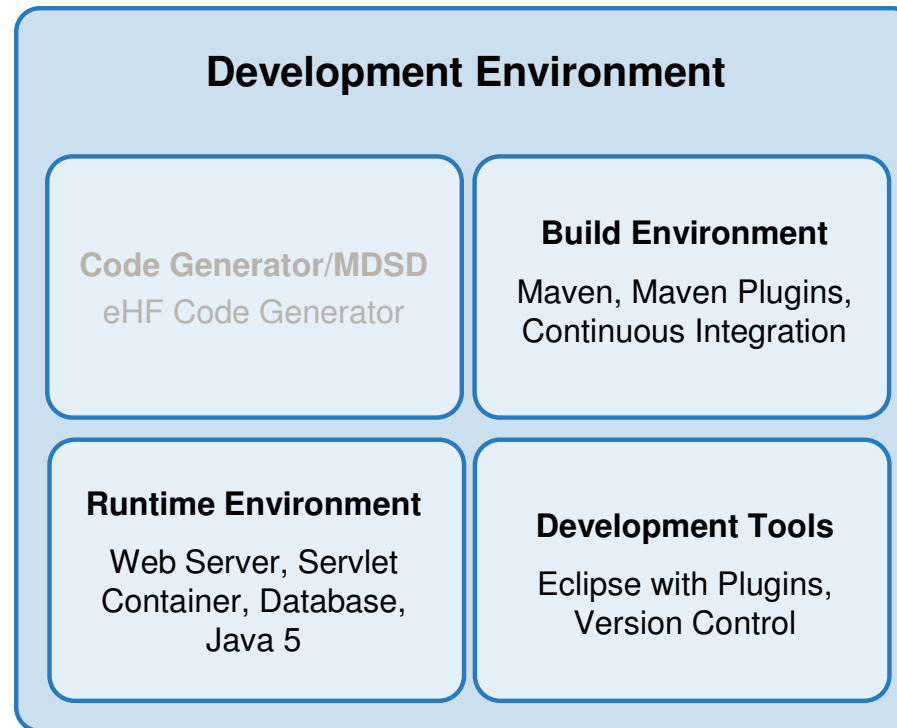 Development Environment
Code Generator/MDSD
eHF Code Generator
Build Environment
Maven, Maven Plugins,
Continuous Integration
Runtime Environment
Web Server, Servlet
Container, Database,
Java 5
Development Tools
Eclipse with Plugins,
Version Control